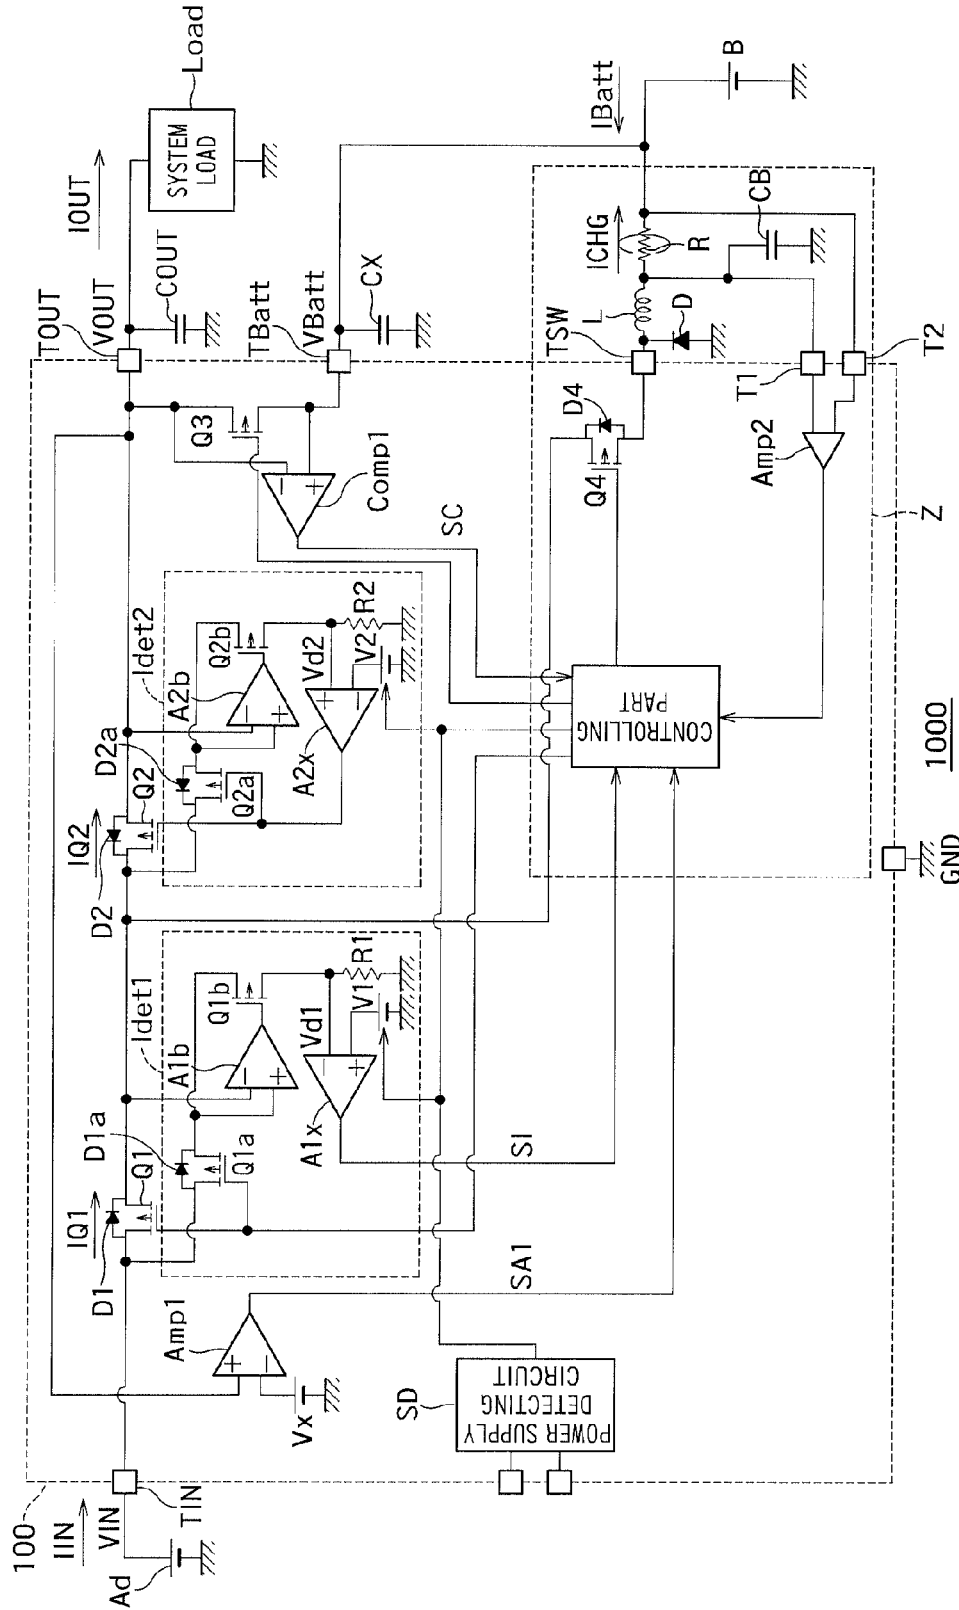 100
IIN
VIN
TIN
Ad
D1
IQ1
Q1
D1a
Idet1
A1b
Q1b
Q1a
Vd1
V1
R1
A1x
Amp1
Vx
SI
SA1
SD
POWER SUPPLY
DETECTING
CIRCUIT
D2
IQ2
Q2
D2a
Idet2
A2b
Q2b
Q2a
Vd2
V2
R2
A2x
TOUT
VOUT
COUT
IOUT
SYSTEM
LOAD
Load
TBatt
VBatt
CX
Q3
Comp1
SC
CONTROLLING
PART
Q4
D4
TSW
L
D
ICHG
R
CB
IBatt
B
T1
T2
Amp2
Z
GND
1000